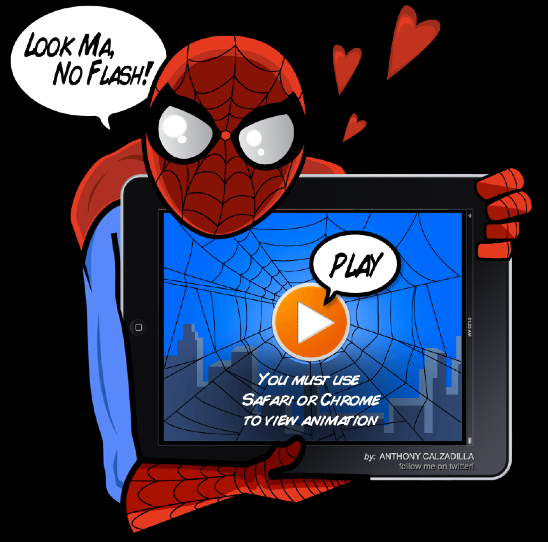 Look Ma,
No Flash!
PLAY
You must use
Safari or Chrome
to view animation
by: ANTHONY CALZADILLA
follow me on twitter!